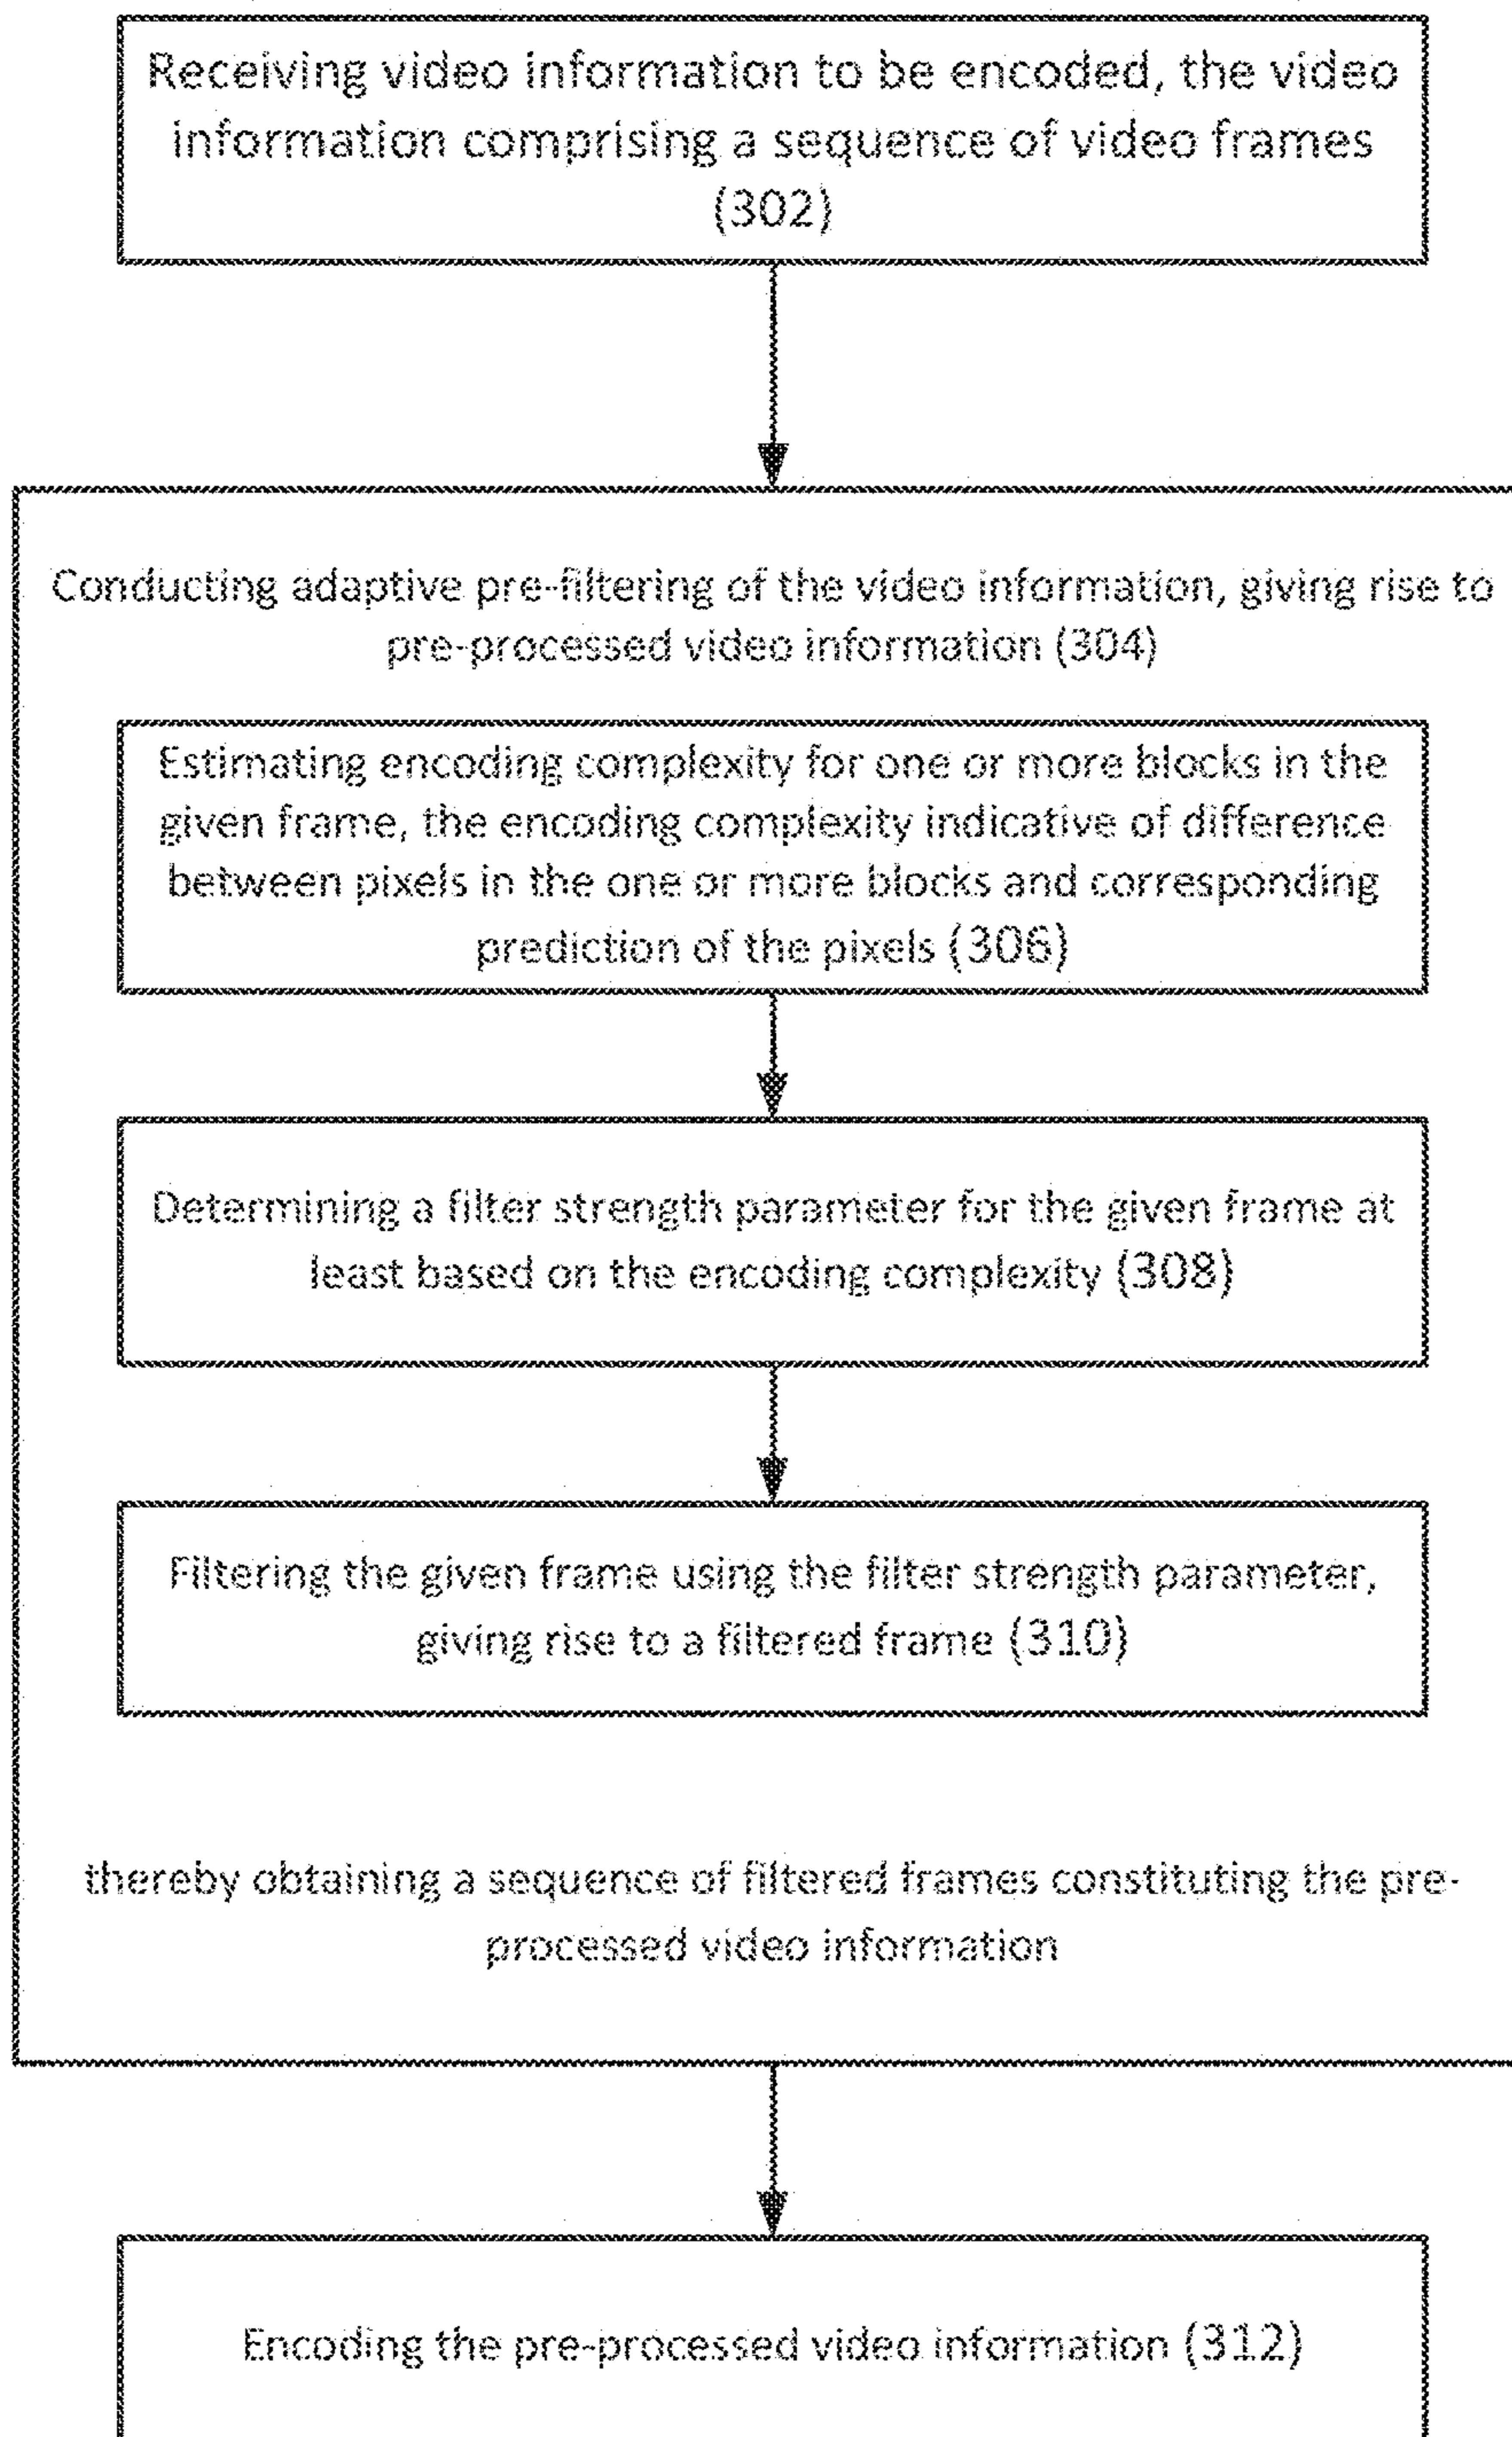 Receiving video information to be encoded, the video
information comprising a sequence of video frames
(302)
Conducting adaptive pre-filtering of the video information, giving rise to
pre-processed video information (304)
Estimating encoding complexity for one or more blocks in the
given frame, the encoding complexity indicative of difference
between pixels in the one or more blocks and corresponding
prediction of the pixels (306)
Determining a filter strength parameter for the given frame at
least based on the encoding complexity (308)
Filtering the given frame using the filter strength parameter,
giving rise to a filtered frame (310)
thereby obtaining a sequence of filtered frames constituting the pre-
processed video information
Encoding the pre-processed video information (312)